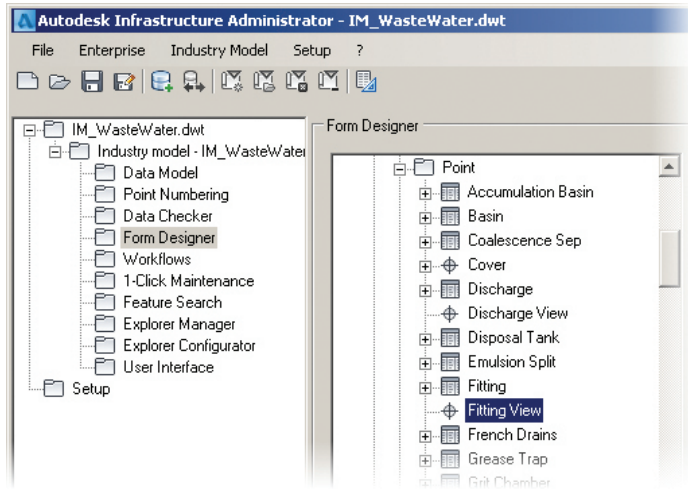 Autodesk Infrastructure Administrator - IM_WasteWater.dwt
File Enterprise Industry Model Setup ?
IM_WasteWater.dwt
Industry model - IM_WasteWater
Data Model
Point Numbering
Data Checker
Form Designer
Workflows
1-Click Maintenance
Feature Search
Explorer Manager
Explorer Configurator
User Interface
Setup
Form Designer
Point
Accumulation Basin
Basin
Coalescence Sep
Cover
Discharge
Discharge View
Disposal Tank
Emulsion Split
Fitting
Fitting View
French Drains
Grease Trap
Grit Chamber